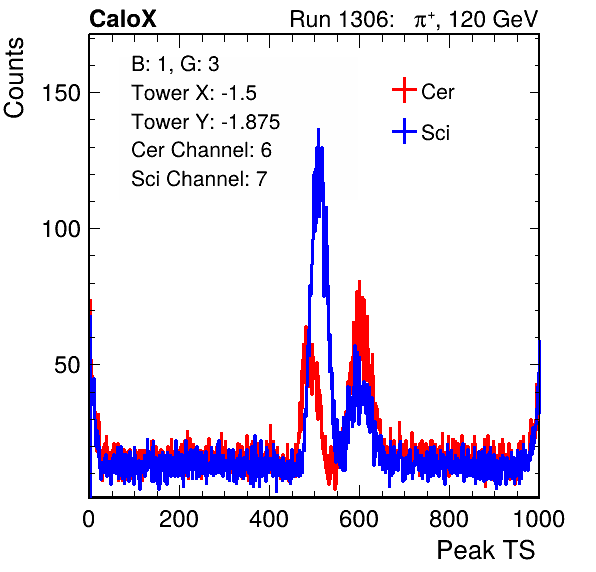 CaloX
Run 1306: π⁺, 120 GeV
Counts
B: 1, G: 3
Tower X: -1.5
Tower Y: -1.875
Cer Channel: 6
Sci Channel: 7
Cer
Sci
150
100
50
0
200
400
600
800
1000
Peak TS